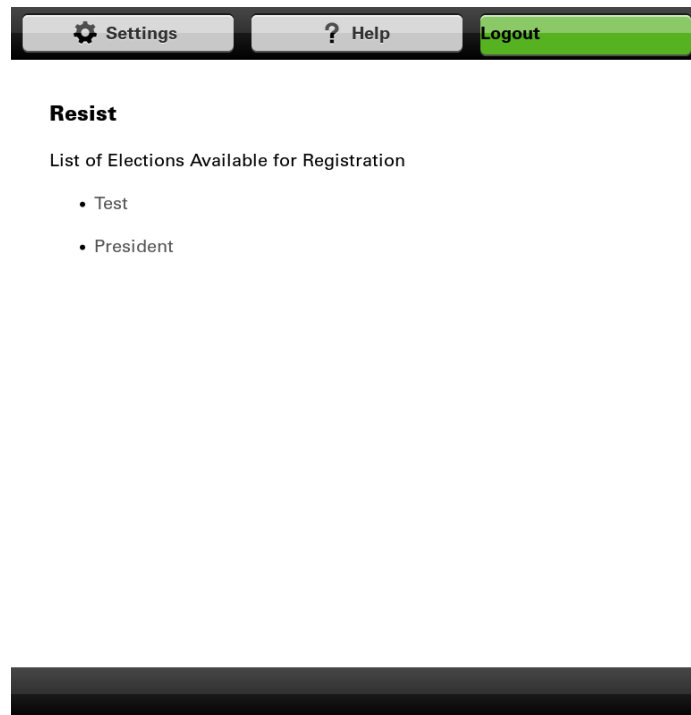 Settings
? Help
Logout
Resist
List of Elections Available for Registration
• Test
• President